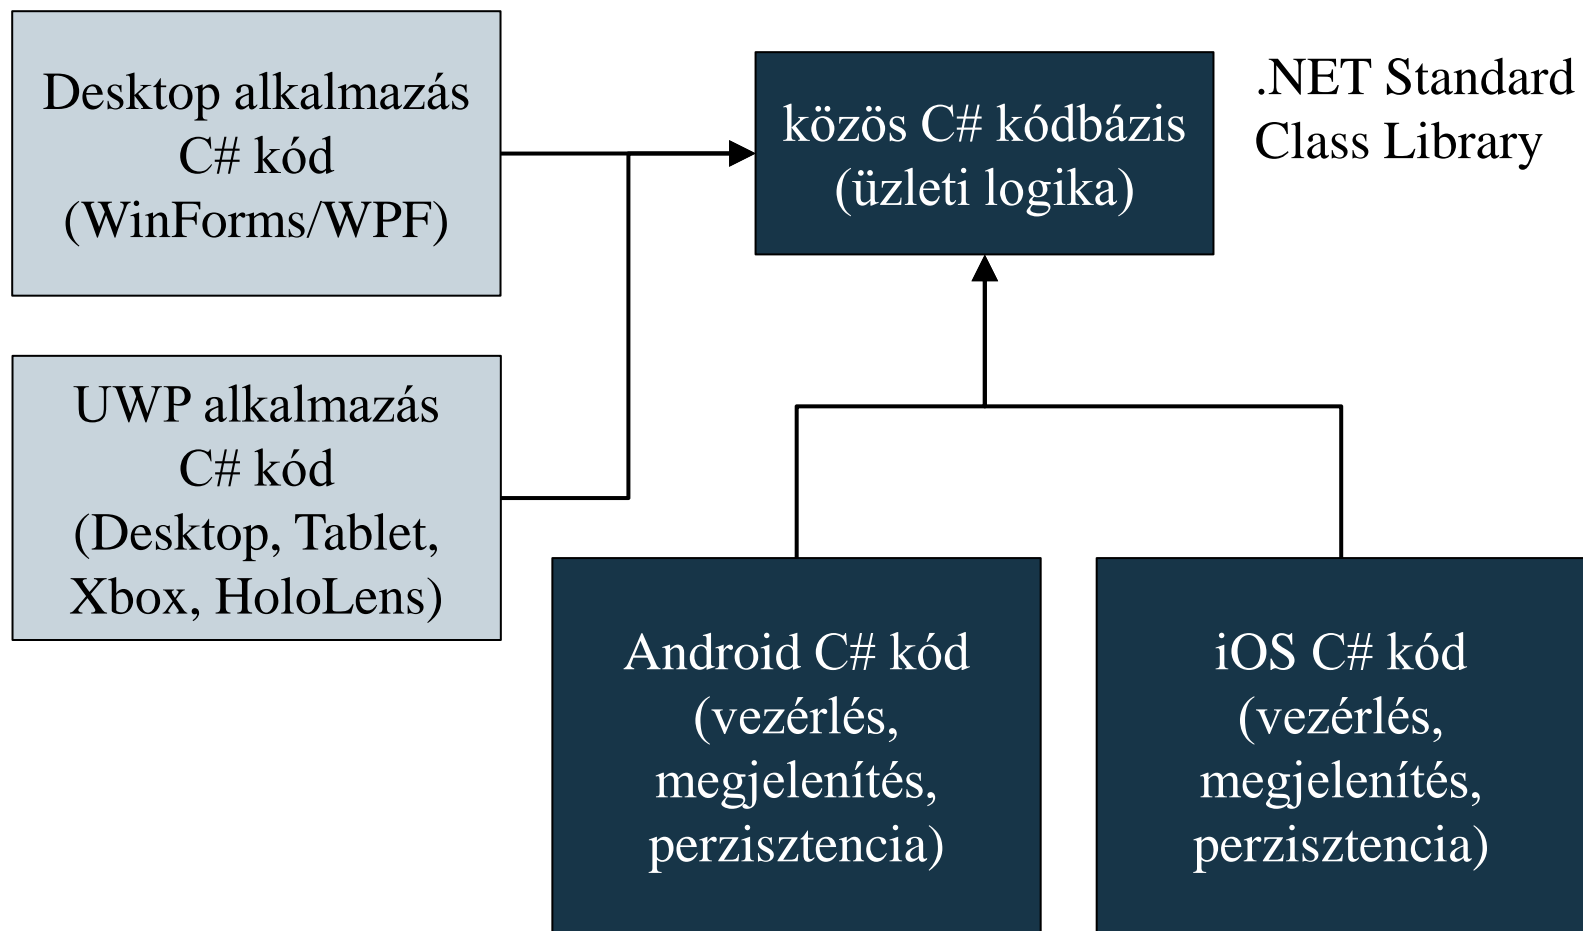 Desktop alkalmazás
C# kód
(WinForms/WPF)
közös C# kódbázis
(üzleti logika)
.NET Standard
Class Library
UWP alkalmazás
C# kód
(Desktop, Tablet,
Xbox, HoloLens)
Android C# kód
(vezérlés,
megjelenítés,
perzisztencia)
iOS C# kód
(vezérlés,
megjelenítés,
perzisztencia)